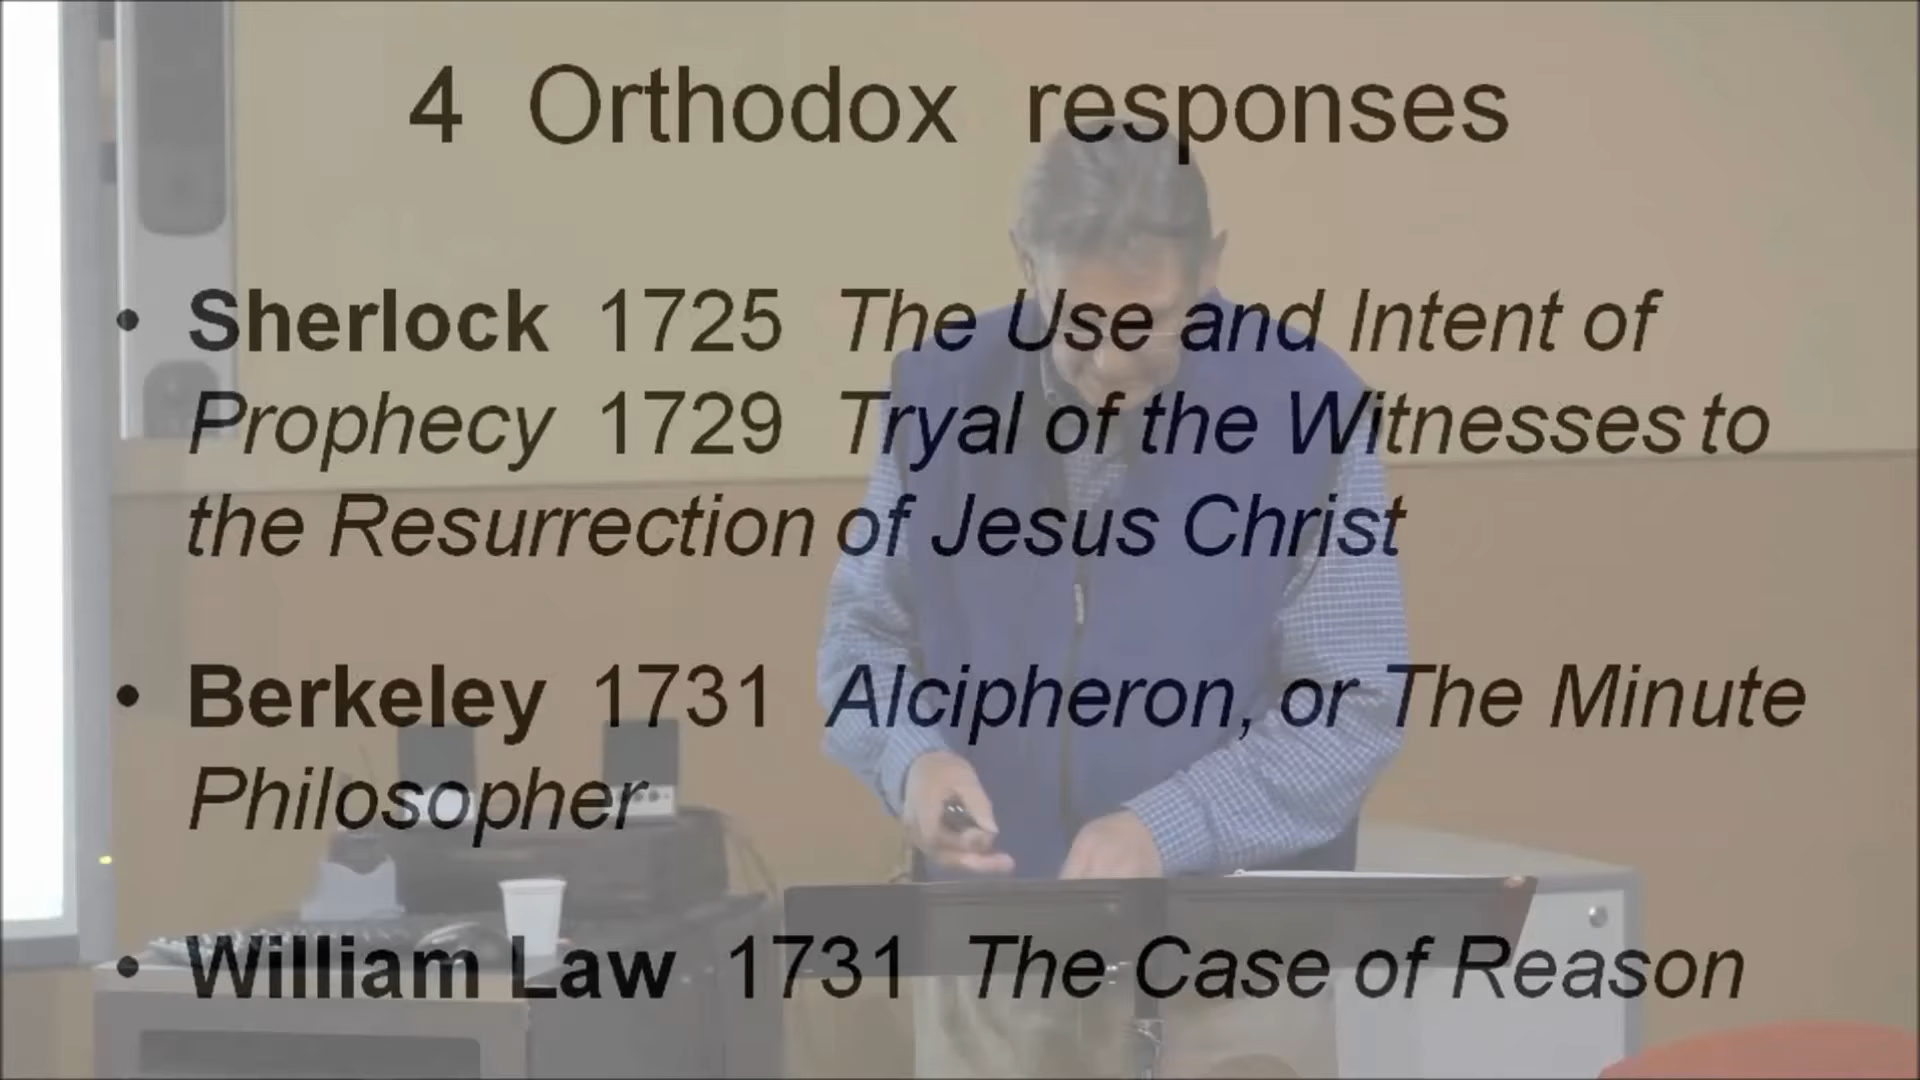 4 Orthodox responses
• Sherlock 1725 The Use and Intent of
Prophecy 1729 Tryal of the Witnesses to
the Resurrection of Jesus Christ
• Berkeley 1731 Alcipheron, or The Minute
Philosopher
• William Law 1731 The Case of Reason